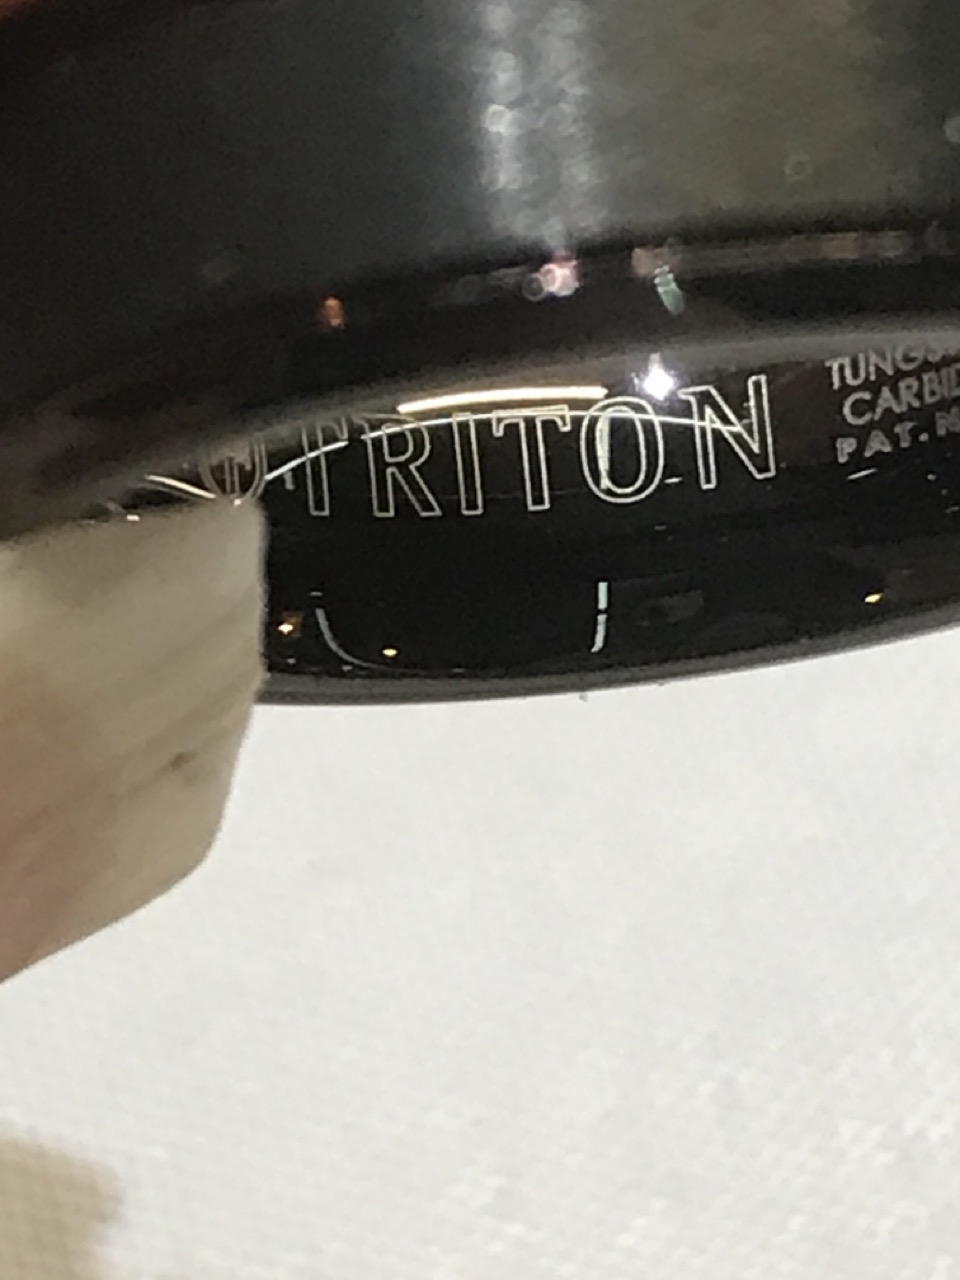 TRITON
TUNGS
CARBID
PAT. N